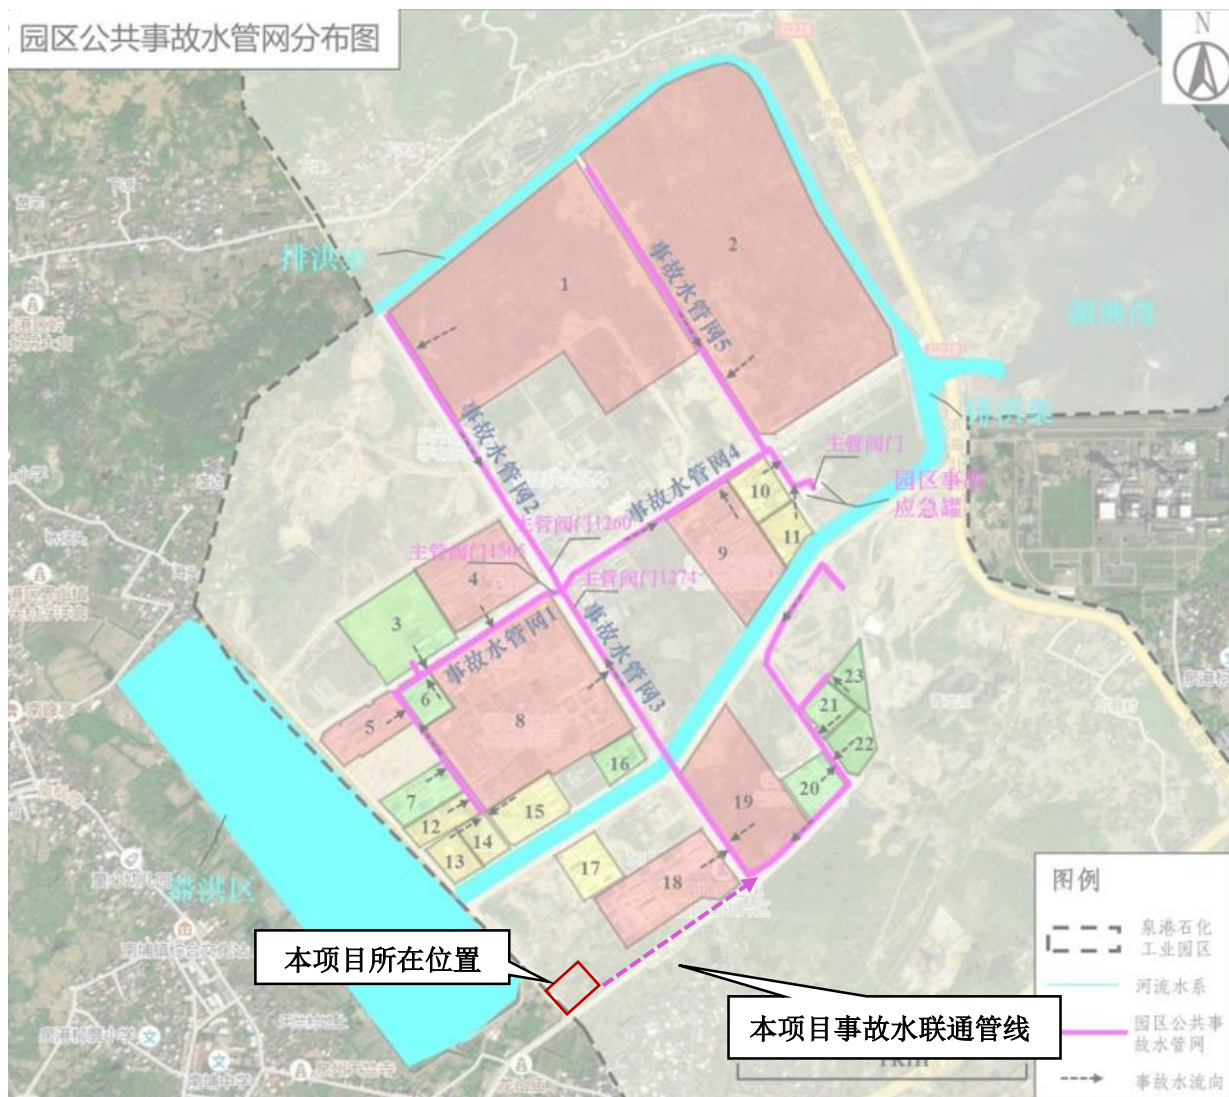 园区公共事故水管网分布图
N
排洪渠
1
2
事故水管网5
湄洲湾
排洪渠
事故水管网2
事故水管网4
主管阀门
园区事故
应急罐
主管阀门1260
主管阀门1505
主管阀门1274
10
11
9
4
3
事故水管网1
事故水管网3
6
5
8
16
7
12
15
14
13
23
21
22
20
19
17
18
滞洪区
南埔中学
本项目所在位置
本项目事故水联通管线
图例
泉港石化
工业园区
河流水系
园区公共事
故水管网
事故水流向
1km